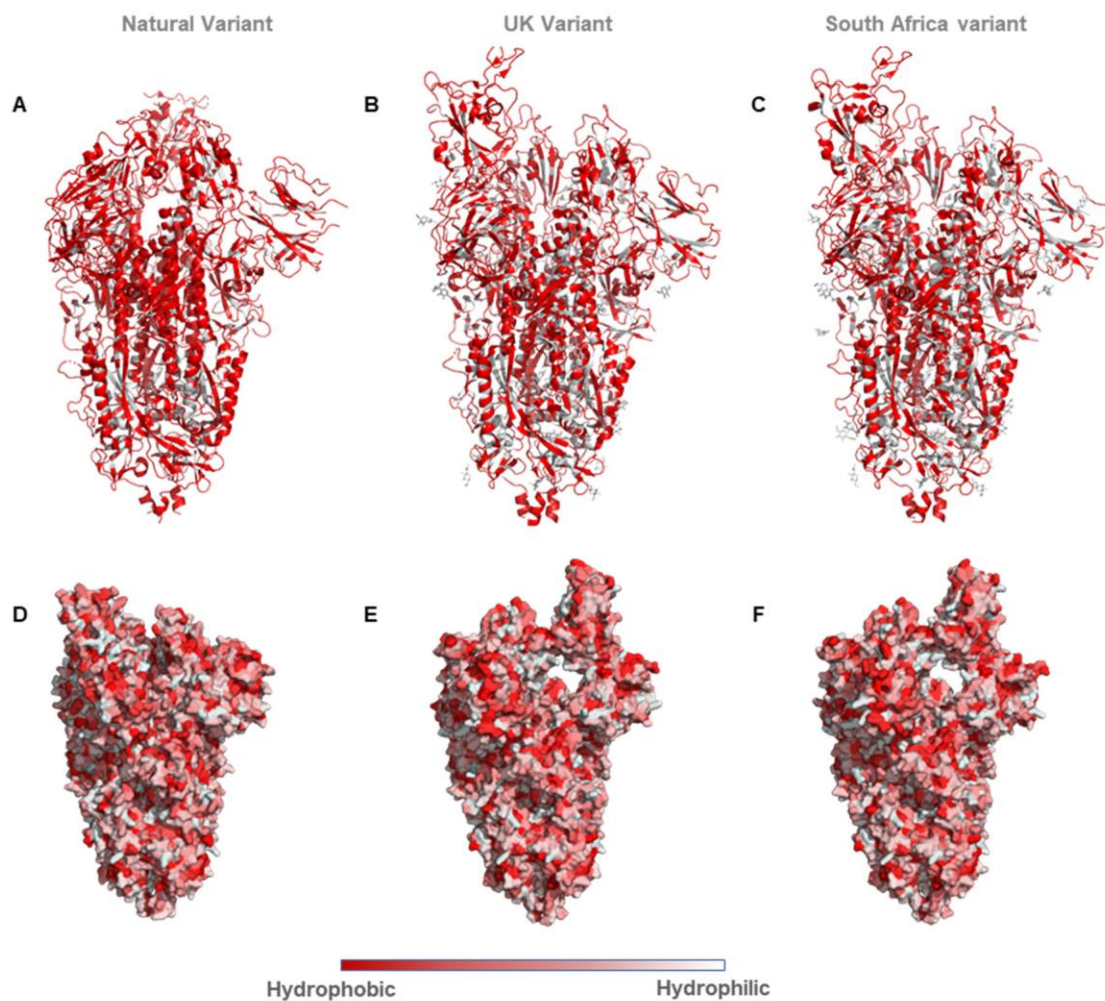 Natural Variant
UK Variant
South Africa variant
A
B
C
D
E
F
Hydrophobic
Hydrophilic